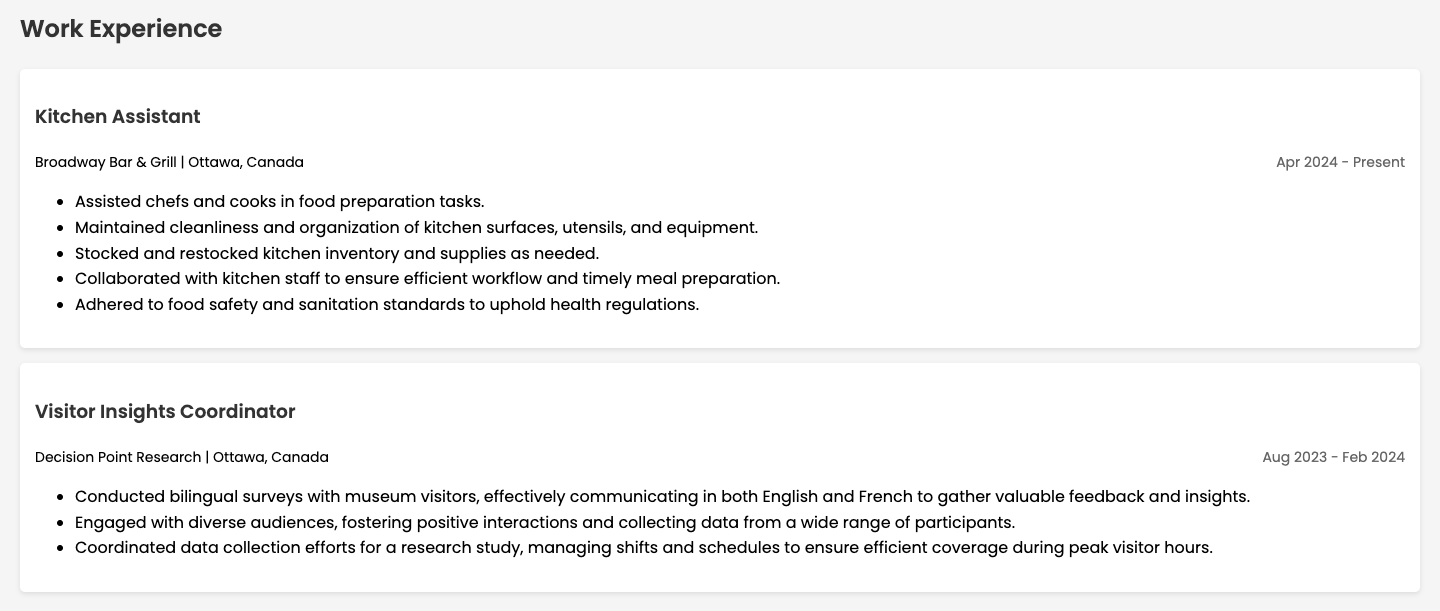 Work Experience
Kitchen Assistant
Broadway Bar & Grill | Ottawa, Canada
Apr 2024 - Present
• Assisted chefs and cooks in food preparation tasks.
• Maintained cleanliness and organization of kitchen surfaces, utensils, and equipment.
• Stocked and restocked kitchen inventory and supplies as needed.
• Collaborated with kitchen staff to ensure efficient workflow and timely meal preparation.
• Adhered to food safety and sanitation standards to uphold health regulations.
Visitor Insights Coordinator
Decision Point Research | Ottawa, Canada
Aug 2023 - Feb 2024
• Conducted bilingual surveys with museum visitors, effectively communicating in both English and French to gather valuable feedback and insights.
• Engaged with diverse audiences, fostering positive interactions and collecting data from a wide range of participants.
• Coordinated data collection efforts for a research study, managing shifts and schedules to ensure efficient coverage during peak visitor hours.